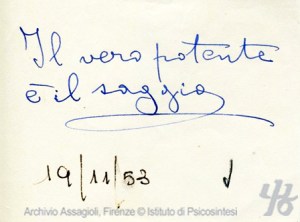 Il vero potente
è il saggio
19/11/53
Archivio Assagioli, Firenze © Istituto di Psicosintesi